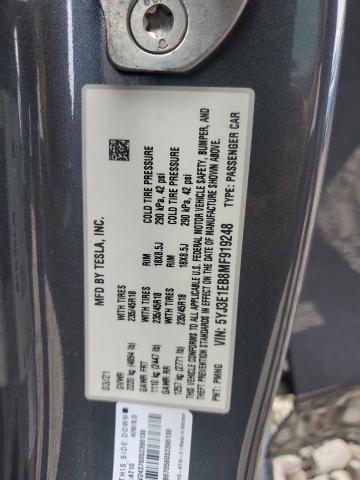 MFD BY TESLA, INC.
03/21
GVWR
2220 kg (4894 lb)
WITH TIRES
235/45R18
RIM
18X8.5J
COLD TIRE PRESSURE
290 kPa, 42 psi
GAWR FRT
1110 kg (2447 lb)
WITH TIRES
235/45R18
RIM
18X8.5J
COLD TIRE PRESSURE
290 kPa, 42 psi
GAWR RR
1257 kg (2771 lb)
THIS VEHICLE CONFORMS TO ALL APPLICABLE U.S. FEDERAL MOTOR VEHICLE SAFETY, BUMPER, AND
THEFT PREVENTION STANDARDS IN EFFECT ON THE DATE OF MANUFACTURE SHOWN ABOVE.
VIN: 5YJ3E1EB8MF919248
TYPE: PASSENGER CAR
PNT: PMNG
THIS SIDE DOWN